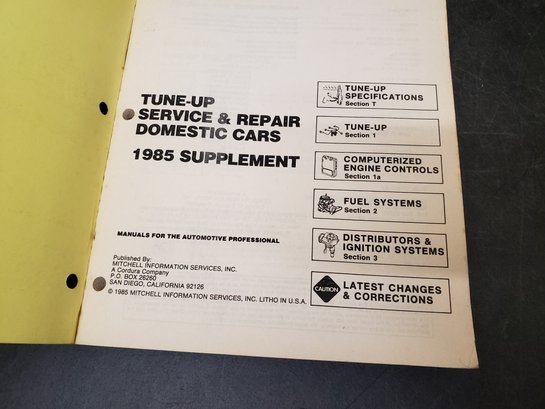 TUNE-UP
SERVICE & REPAIR
DOMESTIC CARS
1985 SUPPLEMENT
MANUALS FOR THE AUTOMOTIVE PROFESSIONAL
Published By:
MITCHELL INFORMATION SERVICES, INC.
A Cordura Company
P.O. BOX 26260
SAN DIEGO, CALIFORNIA 92126
© 1985 MITCHELL INFORMATION SERVICES, INC. LITHO IN U.S.A.
TUNE-UP
SPECIFICATIONS
Section T
TUNE-UP
Section 1
COMPUTERIZED
ENGINE CONTROLS
Section 1a
FUEL SYSTEMS
Section 2
DISTRIBUTORS &
IGNITION SYSTEMS
Section 3
CAUTION
LATEST CHANGES
& CORRECTIONS